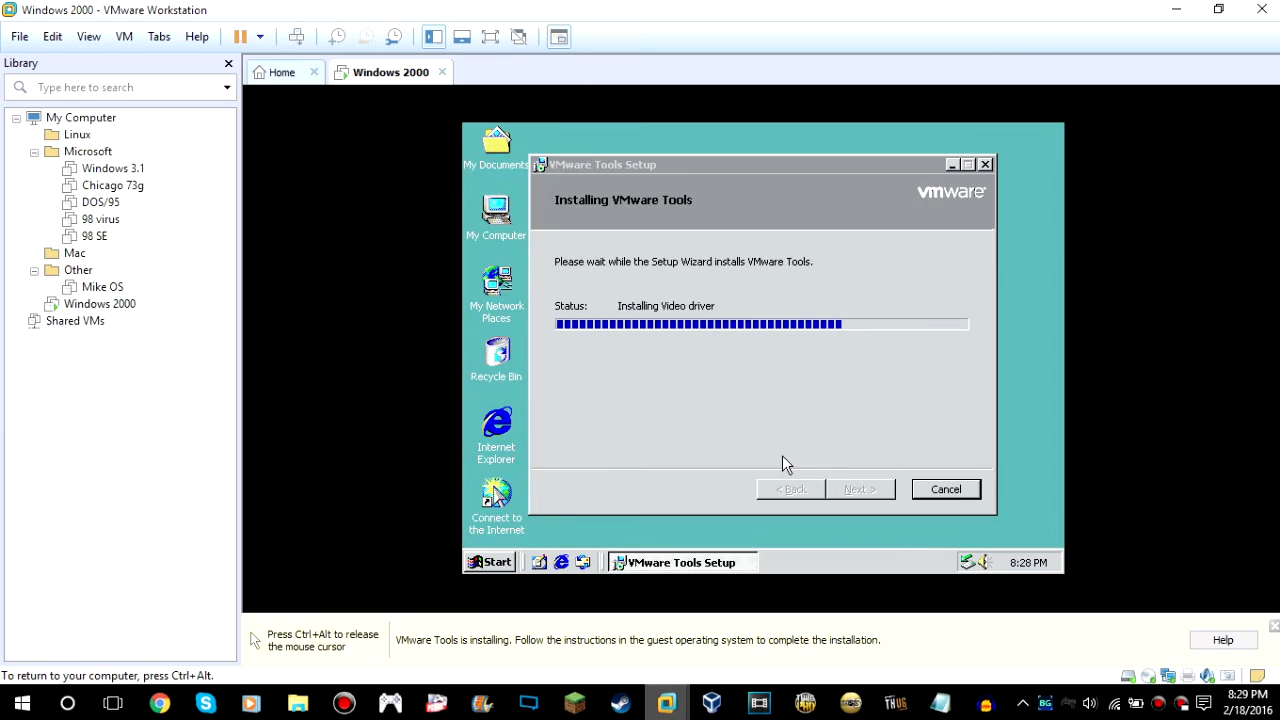 Windows 2000 - VMware Workstation
File Edit View VM Tabs Help
Library
Type here to search
My Computer
Linux
Microsoft
Windows 3.1
Chicago 73g
DOS/95
98 virus
98 SE
Mac
Other
Mike OS
Windows 2000
Shared VMs
Home
Windows 2000
My Documents
My Computer
My Network
Places
Recycle Bin
Internet
Explorer
Connect to
the Internet
VMware Tools Setup
Installing VMware Tools
vmware
Please wait while the Setup Wizard installs VMware Tools.
Status: Installing Video driver
< Back Next > Cancel
Start VMware Tools Setup 8:28 PM
Press Ctrl+Alt to release
the mouse cursor
VMware Tools is installing. Follow the instructions in the guest operating system to complete the installation.
Help
To return to your computer, press Ctrl+Alt.
BG
THUG
8:29 PM
2/18/2016